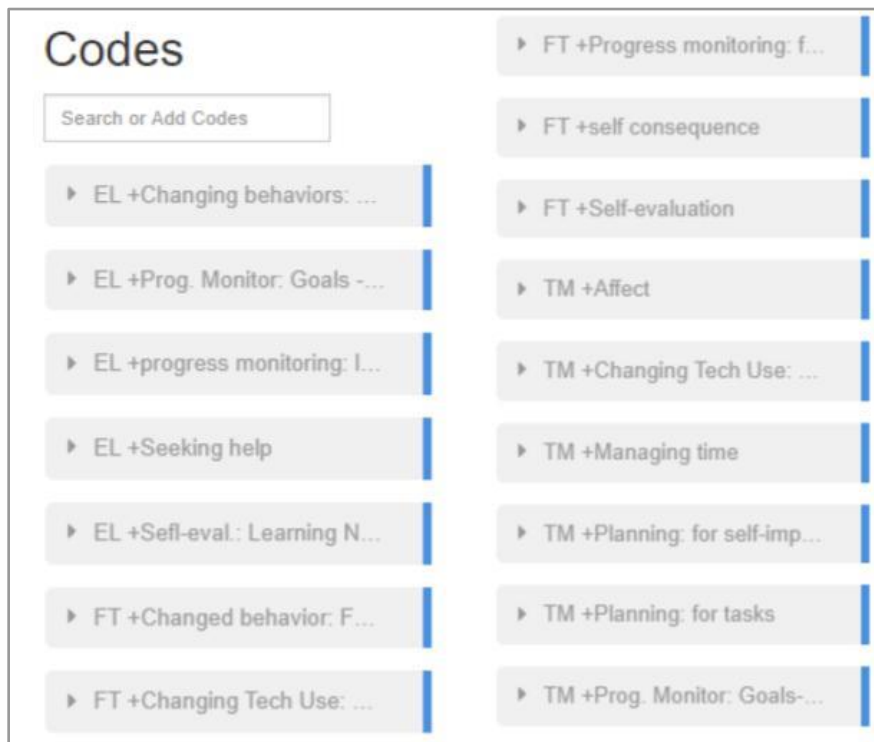 Codes
Search or Add Codes
EL +Changing behaviors: ...
EL +Prog. Monitor: Goals -...
EL +progress monitoring: I...
EL +Seeking help
EL +Sefl-eval.: Learning N...
FT +Changed behavior: F...
FT +Changing Tech Use: ...
FT +Progress monitoring: f...
FT +self consequence
FT +Self-evaluation
TM +Affect
TM +Changing Tech Use: ...
TM +Managing time
TM +Planning: for self-imp...
TM +Planning: for tasks
TM +Prog. Monitor: Goals-...